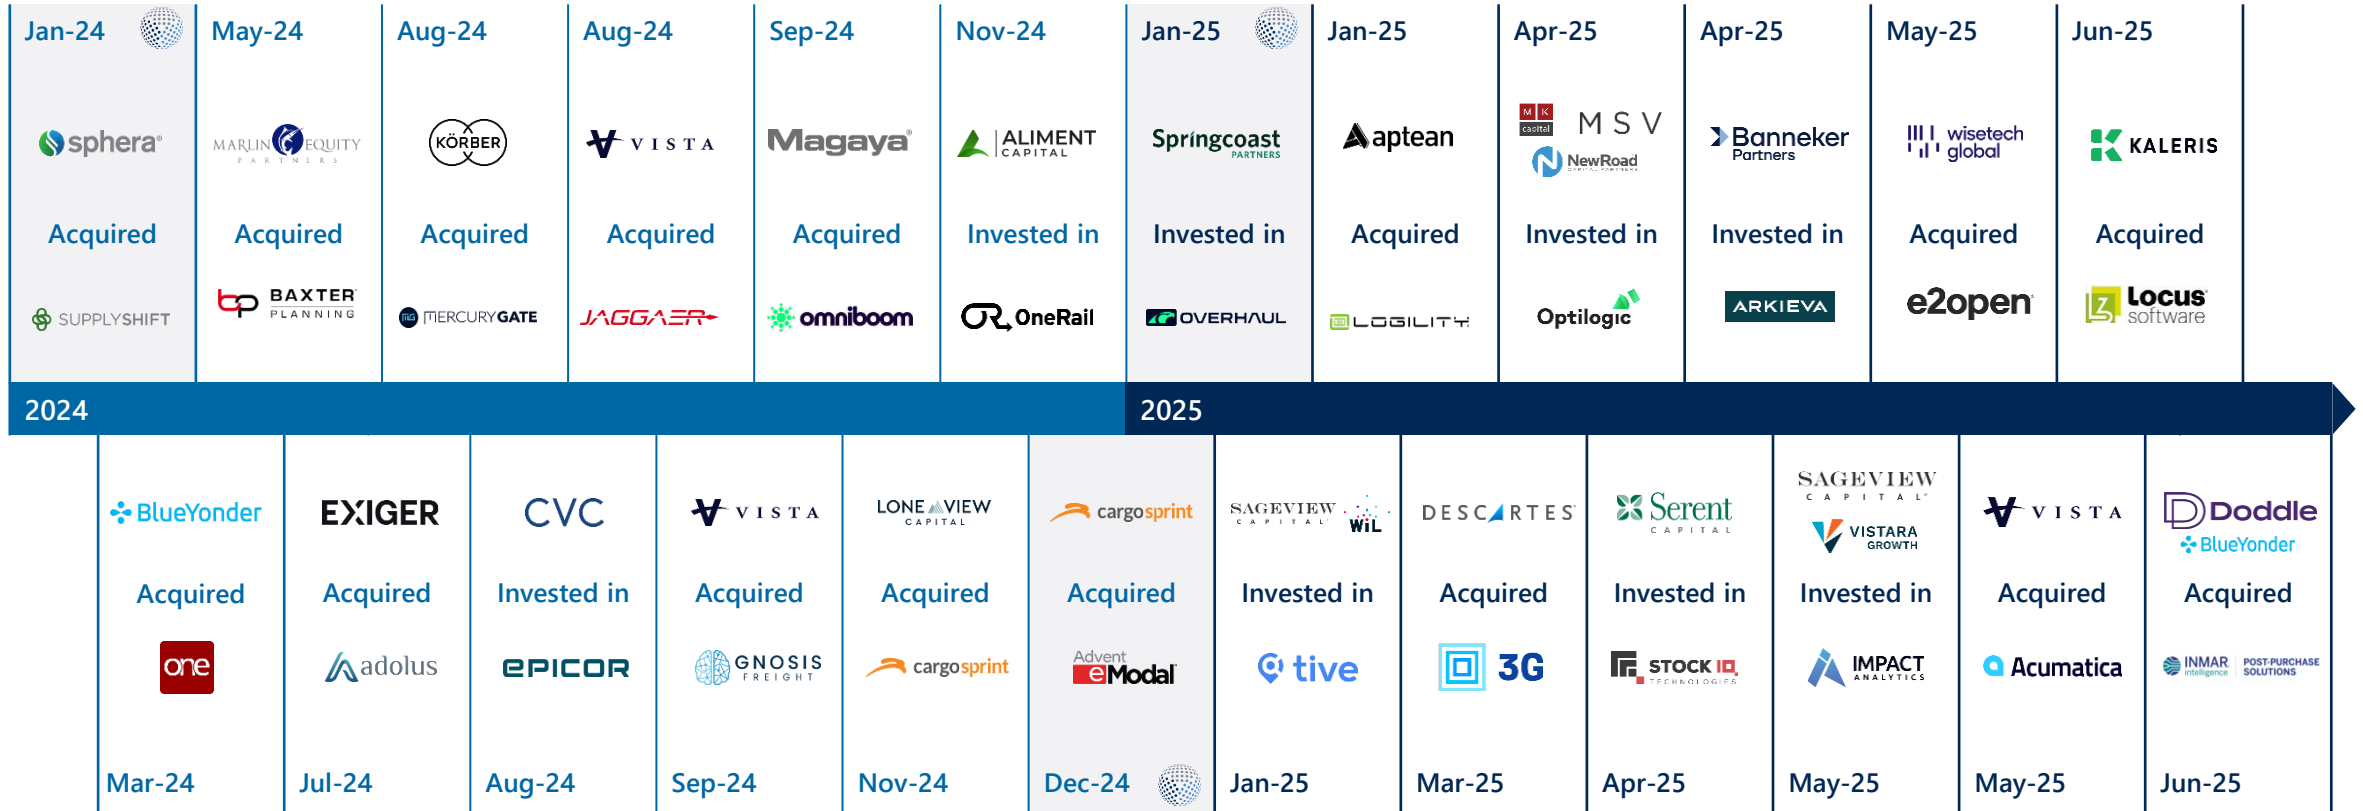 Jan-24
sphera
Acquired
SUPPLYSHIFT
May-24
MARLIN EQUITY
PARTNERS
Acquired
bp BAXTER
PLANNING
Aug-24
KÖRBER
Acquired
MG MERCURYGATE
Aug-24
VISTA
Acquired
JAGGAER
Sep-24
Magaya
Acquired
omniboom
Nov-24
ALIMENT
CAPITAL
Invested in
OneRail
Jan-25
Springcoast
PARTNERS
Invested in
OVERHAUL
Jan-25
aptean
Acquired
LOGILITY
Apr-25
MK
capital
MSV
NewRoad
CAPITAL PARTNERS
Invested in
Optilogic
Apr-25
Banneker
Partners
Invested in
ARKIEVA
May-25
wisetech
global
Acquired
e2open
Jun-25
KALERIS
Acquired
Locus
software
2024
2025
BlueYonder
Acquired
one
Mar-24
EXIGER
Acquired
adolus
Jul-24
CVC
Invested in
EPICOR
Aug-24
VISTA
Acquired
GNOSIS
FREIGHT
Sep-24
LONE VIEW
CAPITAL
Acquired
cargosprint
Nov-24
cargosprint
Acquired
Advent
eModal
Dec-24
SAGEVIEW
CAPITAL
WiL
Invested in
tive
Jan-25
DESCARTES
Acquired
3G
Mar-25
Serent
CAPITAL
Invested in
STOCK IQ
TECHNOLOGIES
Apr-25
SAGEVIEW
CAPITAL
VISTARA
GROWTH
Invested in
IMPACT
ANALYTICS
May-25
VISTA
Acquired
Acumatica
May-25
Doddle
BlueYonder
Acquired
INMAR
intelligence
POST-PURCHASE
SOLUTIONS
Jun-25